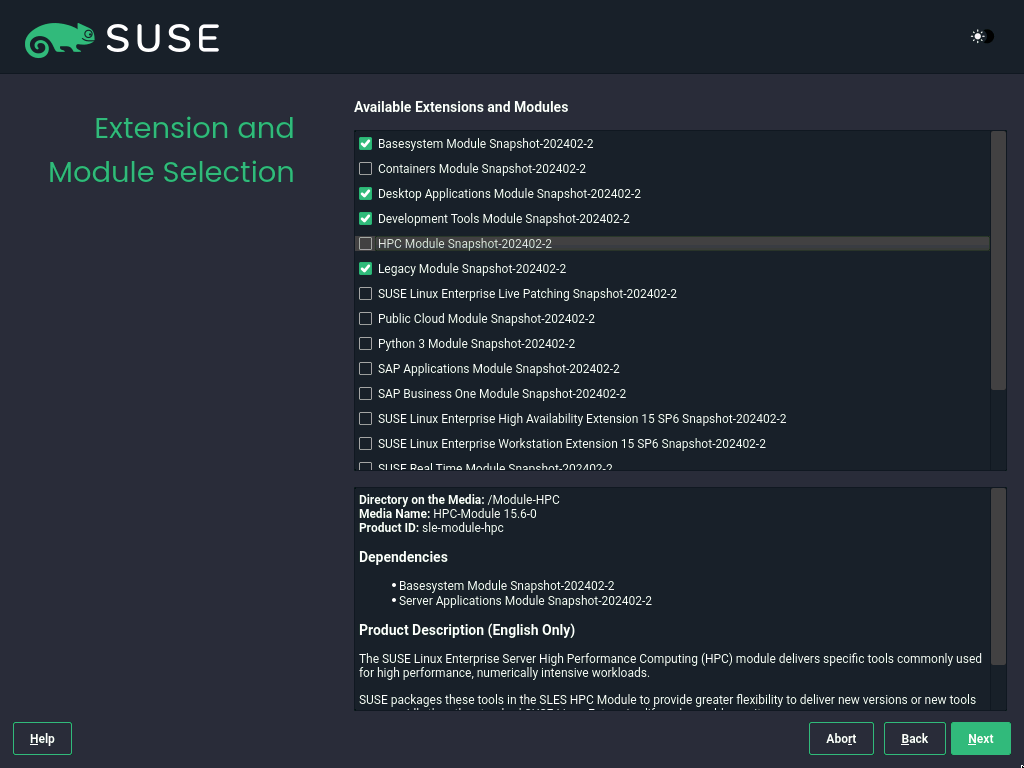 SUSE
Extension and
Module Selection
Available Extensions and Modules
Basesystem Module Snapshot-202402-2
Containers Module Snapshot-202402-2
Desktop Applications Module Snapshot-202402-2
Development Tools Module Snapshot-202402-2
HPC Module Snapshot-202402-2
Legacy Module Snapshot-202402-2
SUSE Linux Enterprise Live Patching Snapshot-202402-2
Public Cloud Module Snapshot-202402-2
Python 3 Module Snapshot-202402-2
SAP Applications Module Snapshot-202402-2
SAP Business One Module Snapshot-202402-2
SUSE Linux Enterprise High Availability Extension 15 SP6 Snapshot-202402-2
SUSE Linux Enterprise Workstation Extension 15 SP6 Snapshot-202402-2
SUSE Real Time Module Snapshot-202402-2
Directory on the Media: /Module-HPC
Media Name: HPC-Module 15.6-0
Product ID: sle-module-hpc
Dependencies
• Basesystem Module Snapshot-202402-2
• Server Applications Module Snapshot-202402-2
Product Description (English Only)
The SUSE Linux Enterprise Server High Performance Computing (HPC) module delivers specific tools commonly used
for high performance, numerically intensive workloads.
SUSE packages these tools in the SLES HPC Module to provide greater flexibility to deliver new versions or new tools
Help
Abort
Back
Next